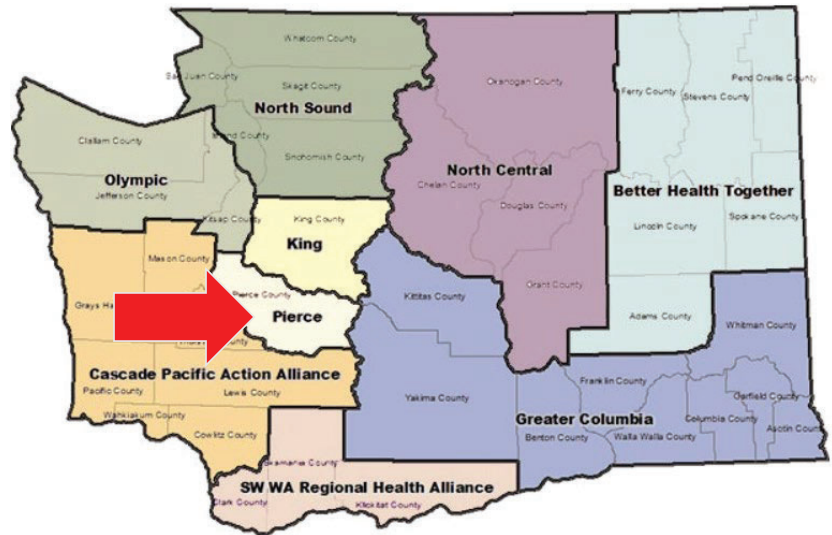 Whatcom County
San Juan County
Skagit County
North Sound
Island County
Snohomish County
Okanogan County
Ferry County
Stevens County
Pend Oreille County
Clallam County
Olympic
Jefferson County
Kitsap County
North Central
Chelan County
Douglas County
Grant County
Better Health Together
Lincoln County
Spokane County
Adams County
King County
King
Mason County
Grays Ha
Pierce County
Pierce
Kittitas County
Whitman County
Cascade Pacific Action Alliance
Pacific County
Lewis County
Wahkiakum County
Cowlitz County
Yakima County
Franklin County
Garfield County
Greater Columbia
Columbia County
Asotin Coun
Benton County
Walla Walla County
Skamania County
SW WA Regional Health Alliance
Clark County
Klickitat County